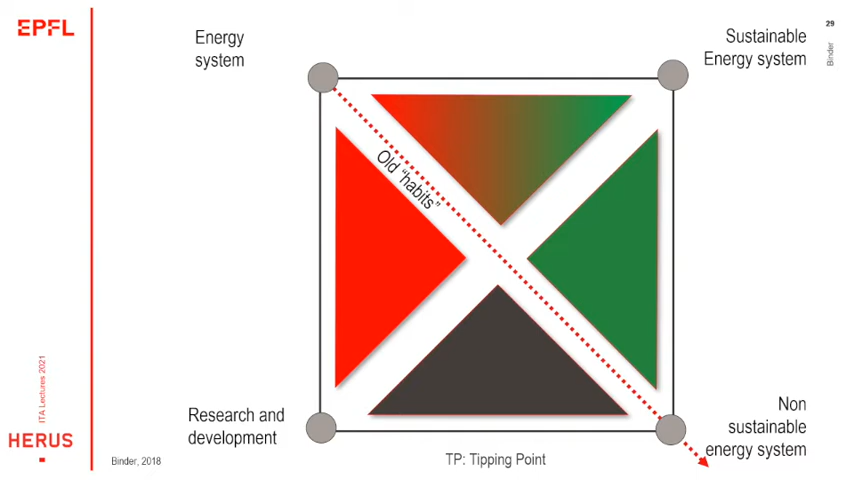 EPFL
29
Binder
Energy
system
Sustainable
Energy system
Old "habits"
Research and
development
Non
sustainable
energy system
TP: Tipping Point
Binder, 2018
ITA Lectures 2021
HERUS